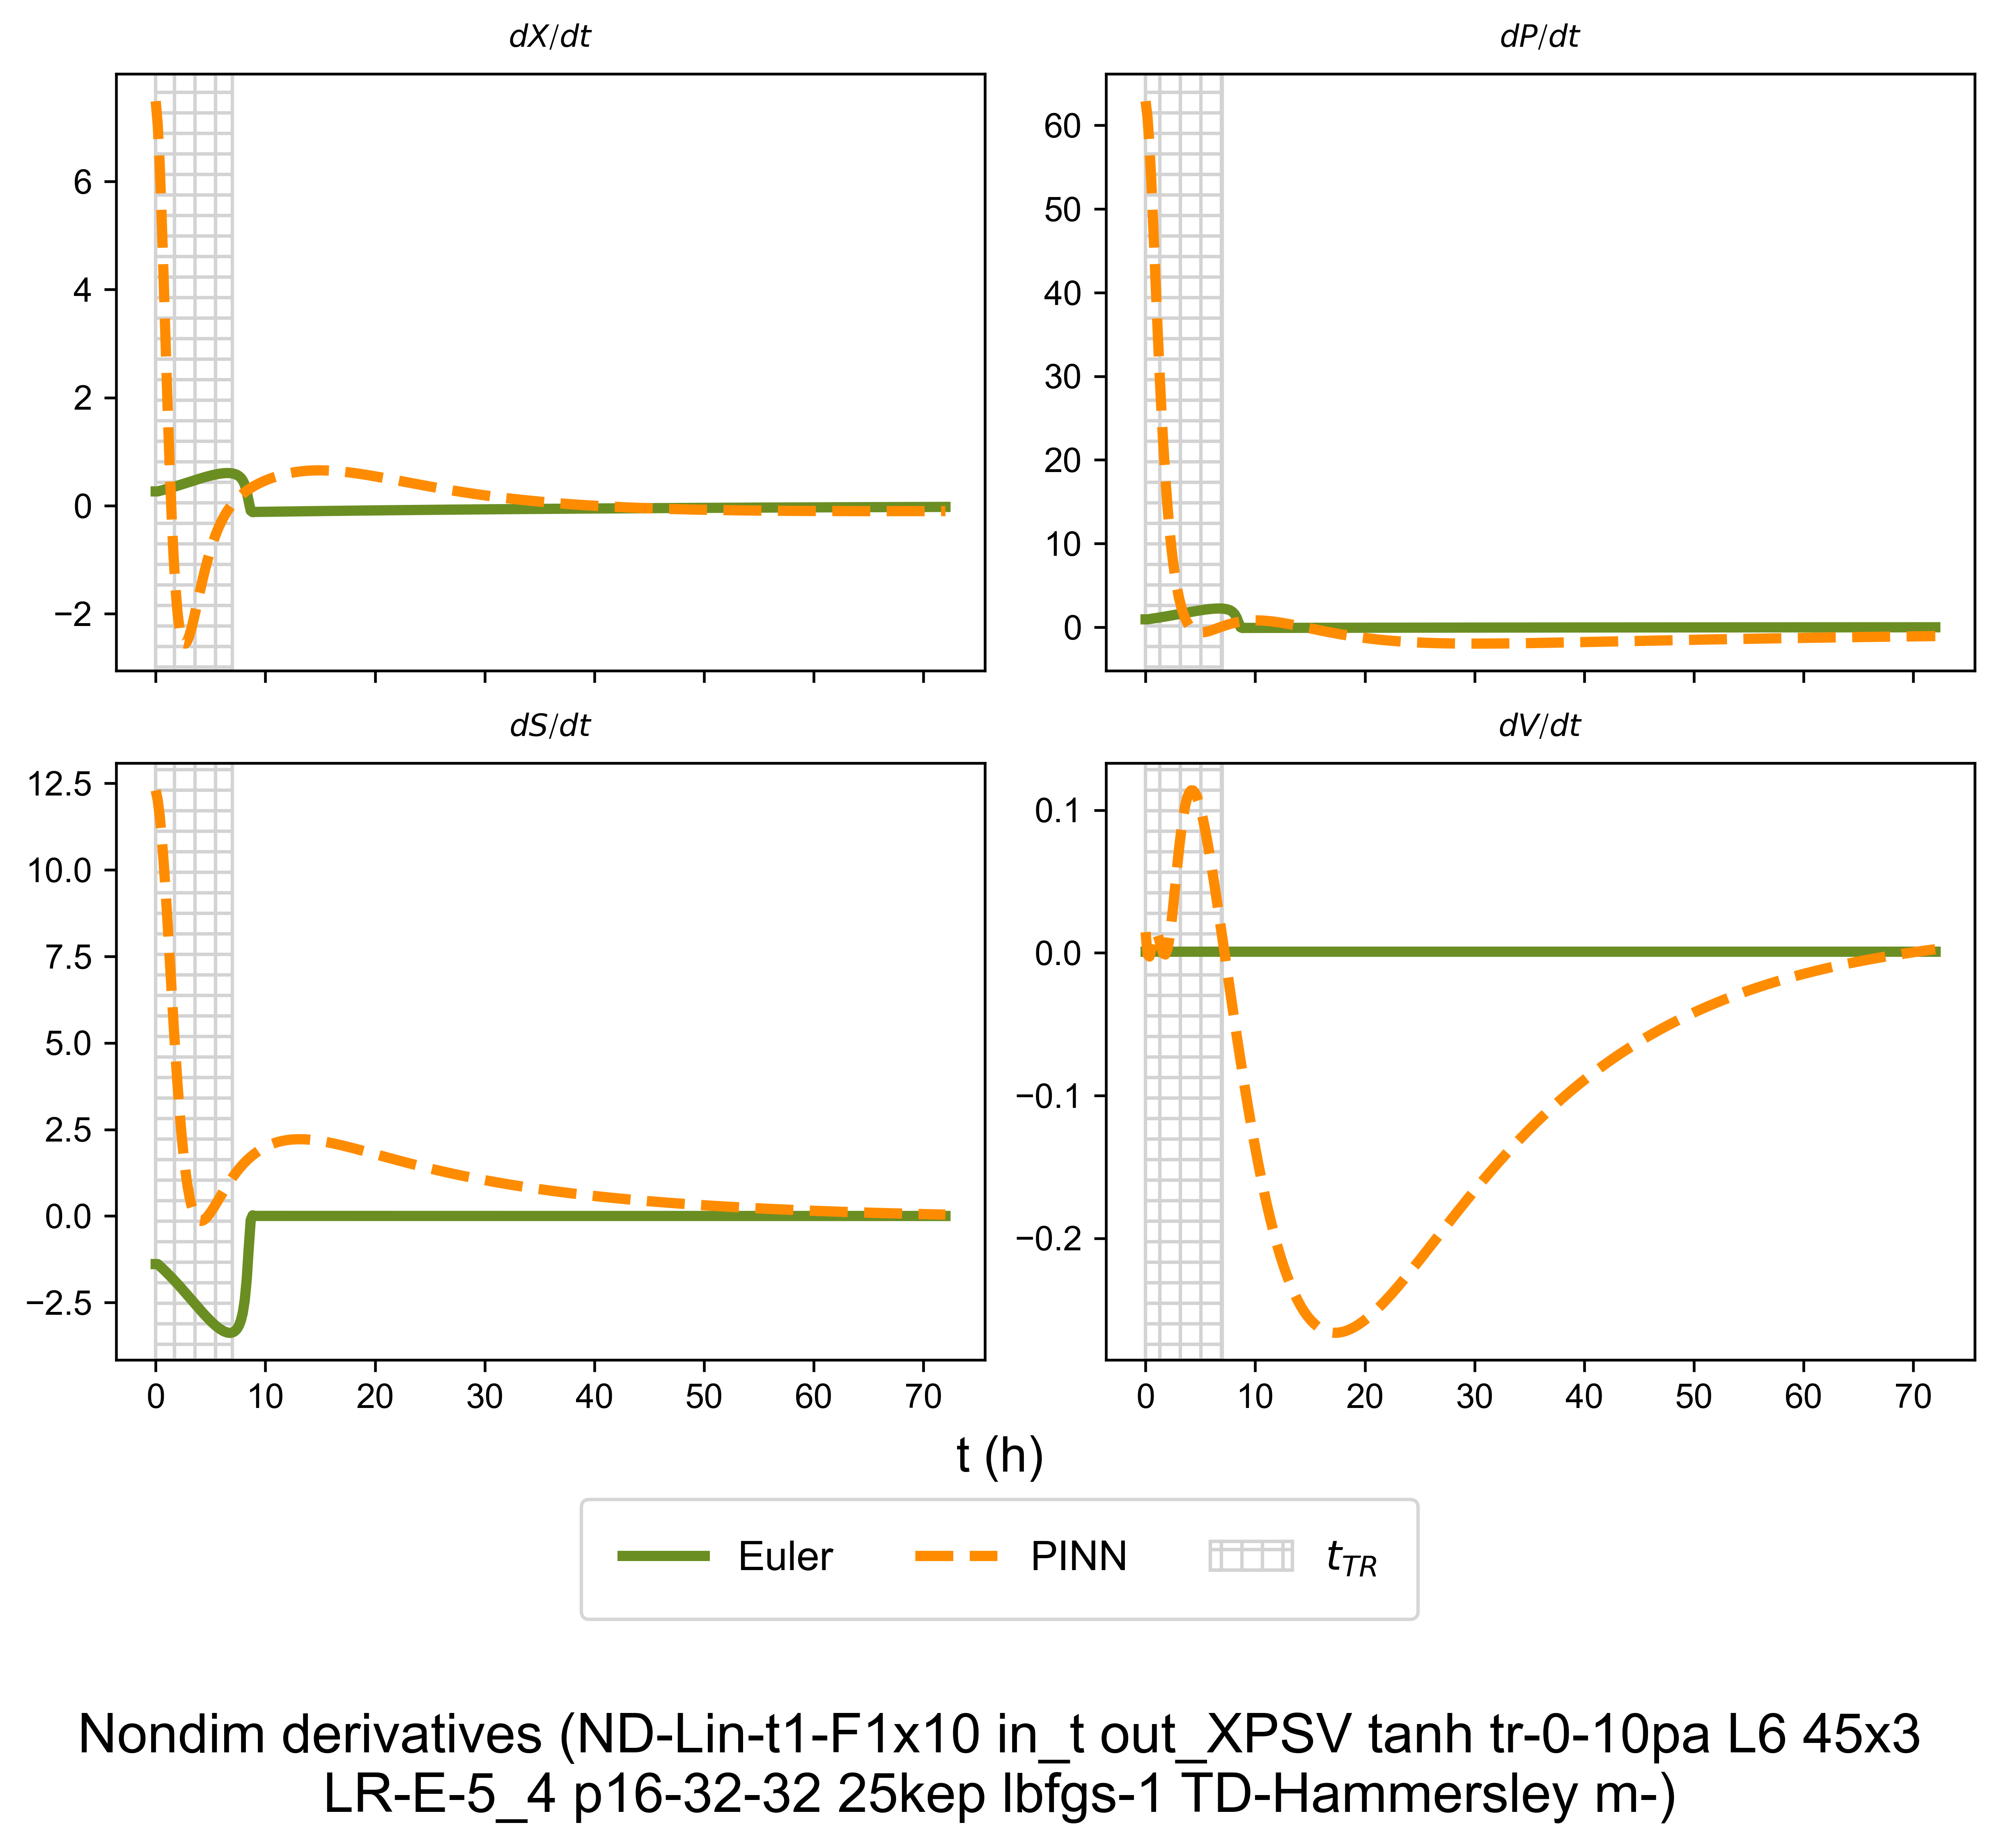 dX/dt
dP/dt
6
4
2
0
−2
60
50
40
30
20
10
0
dS/dt
dV/dt
12.5
10.0
7.5
5.0
2.5
0.0
−2.5
0 10 20 30 40 50 60 70
0.1
0.0
−0.1
−0.2
0 10 20 30 40 50 60 70
t (h)
Euler PINN t_TR
Nondim derivatives (ND-Lin-t1-F1x10 in_t out_XPSV tanh tr-0-10pa L6 45x3
LR-E-5_4 p16-32-32 25kep lbfgs-1 TD-Hammersley m-)